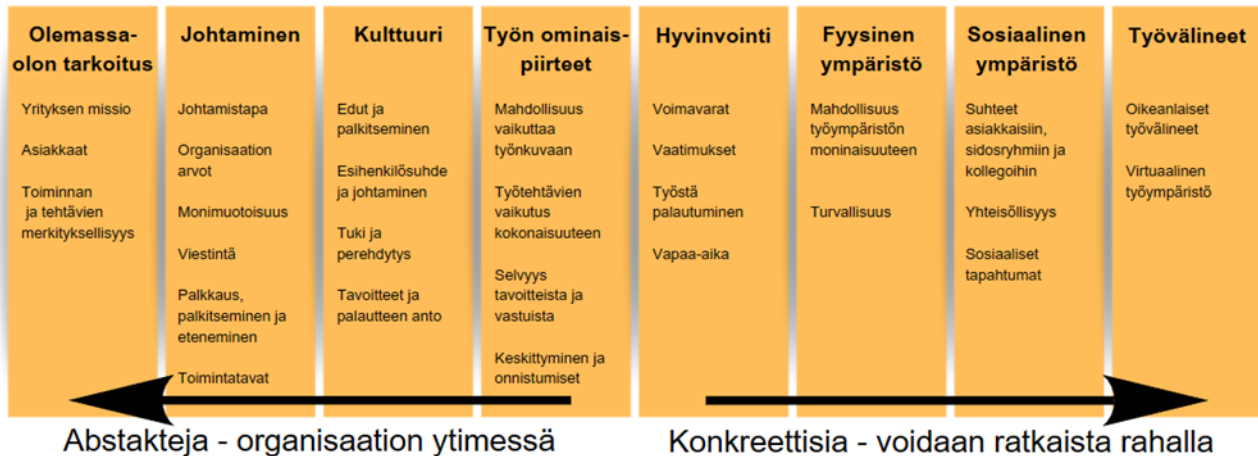 Olemassa-
olon tarkoitus
Yrityksen missio
Asiakkaat
Toiminnan
ja tehtävien
merkityksellisyys
Johtaminen
Johtamistapa
Organisaation
arvot
Monimuotoisuus
Viestintä
Palkkaus,
palkitseminen ja
eteneminen
Toimintatavat
Kulttuuri
Edut ja
palkitseminen
Esihenkilösuhde
ja johtaminen
Tuki ja
perehdytys
Tavoitteet ja
palautteen anto
Työn ominais-
piirteet
Mahdollisuus
vaikuttaa
työnkuvaan
Työtehtävien
vaikutus
kokonaisuuteen
Selvyys
tavoitteista ja
vastuista
Keskittyminen ja
onnistumiset
Hyvinvointi
Voimavarat
Vaatimukset
Työstä
palautuminen
Vapaa-aika
Fyysinen
ympäristö
Mahdollisuus
työympäristön
moninaisuuteen
Turvallisuus
Sosiaalinen
ympäristö
Suhteet
asiakkaisiin,
sidosryhmiin ja
kollegoihin
Yhteisöllisyys
Sosiaaliset
tapahtumat
Työvälineet
Oikeanlaiset
työvälineet
Virtuaalinen
työympäristö
Abstakteja - organisaation ytimessä
Konkreettisia - voidaan ratkaista rahalla